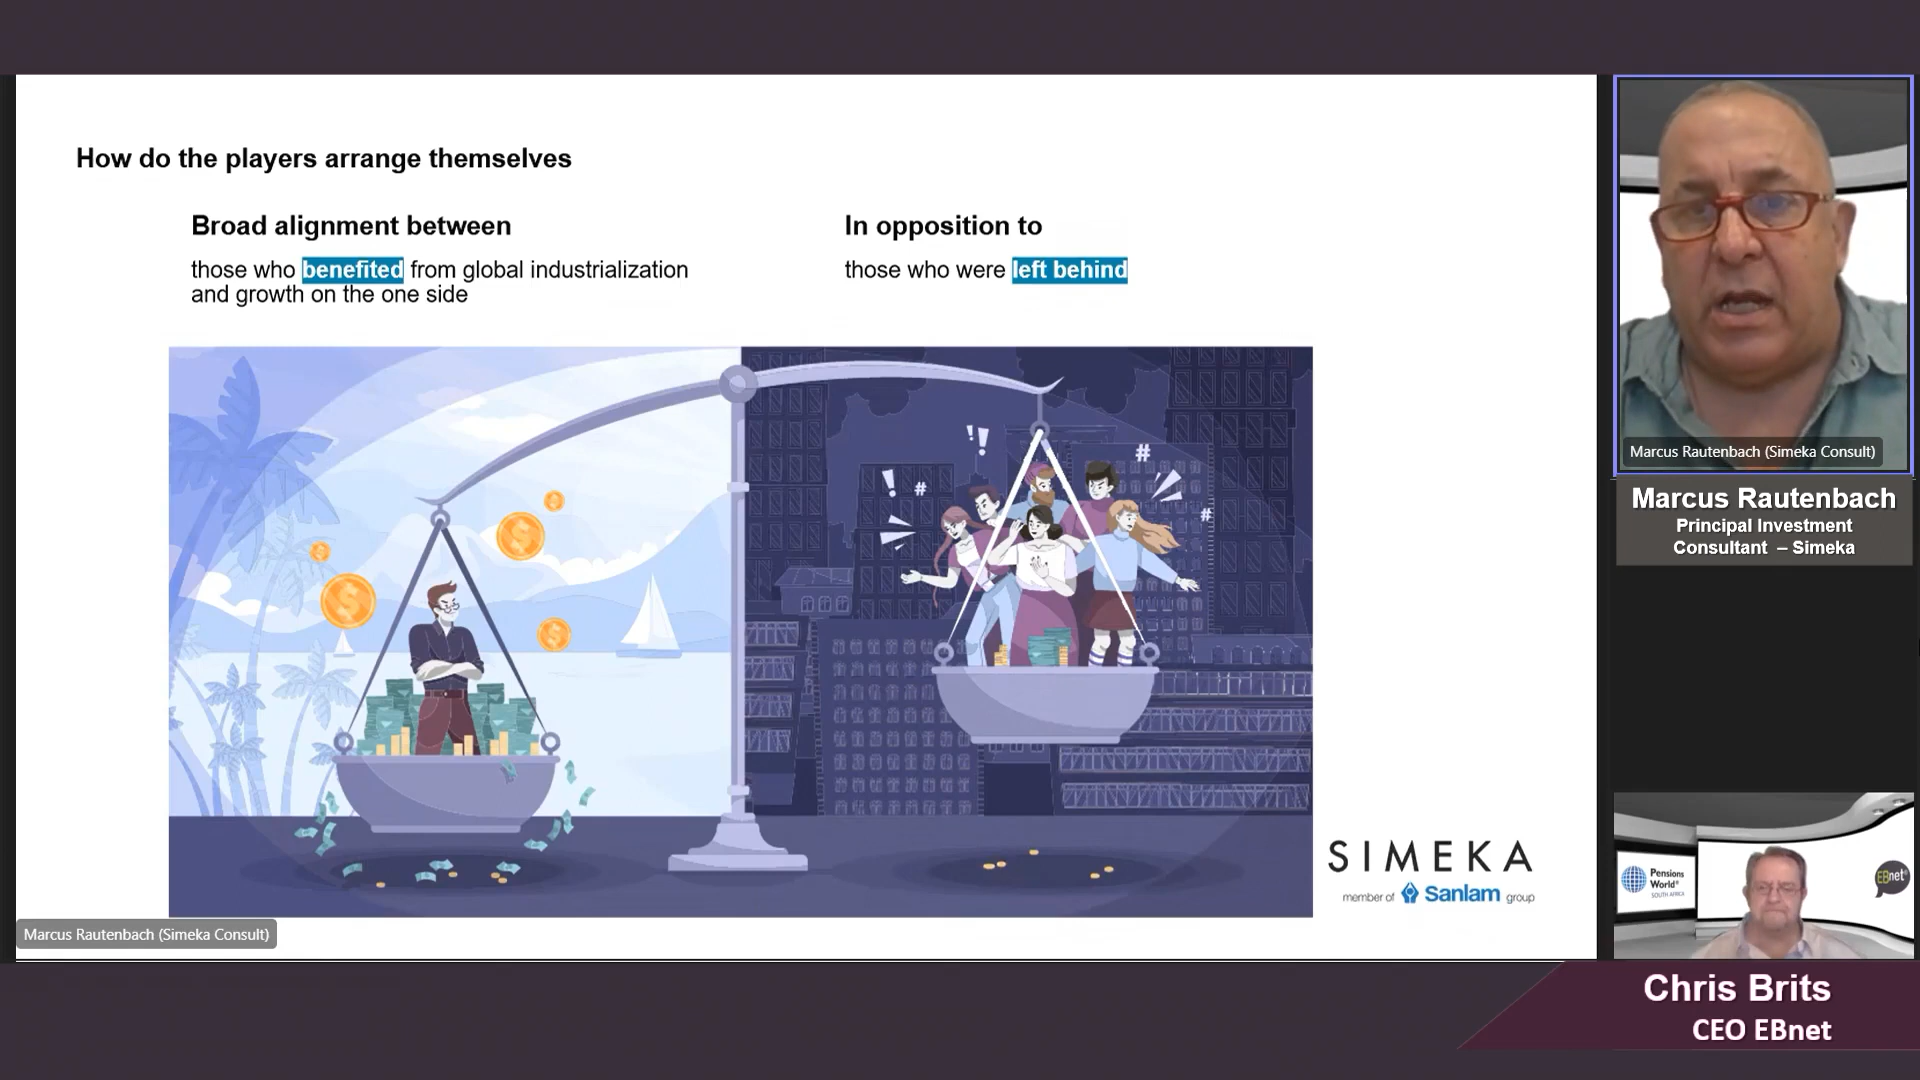 How do the players arrange themselves
Broad alignment between
those who benefited from global industrialization
and growth on the one side
In opposition to
those who were left behind
SIMEKA
member of Sanlam group
Marcus Rautenbach (Simeka Consult)
Marcus Rautenbach (Simeka Consult)
Marcus Rautenbach
Principal Investment
Consultant – Simeka
Pensions
World
SOUTH AFRICA
EBnet
Chris Brits
CEO EBnet